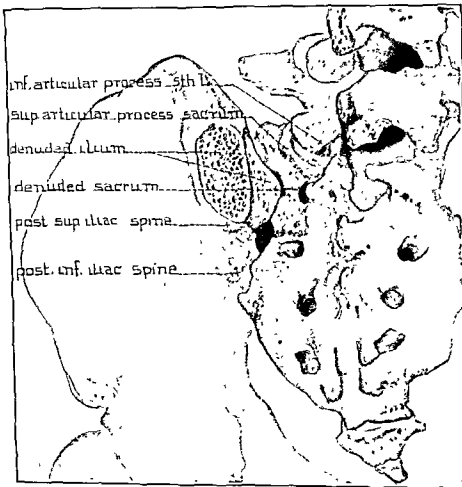 inf. articular process 5th L.
sup. articular process sacrum
denuded ilium
denuded sacrum
post sup iliac spine
post. inf. iliac spine